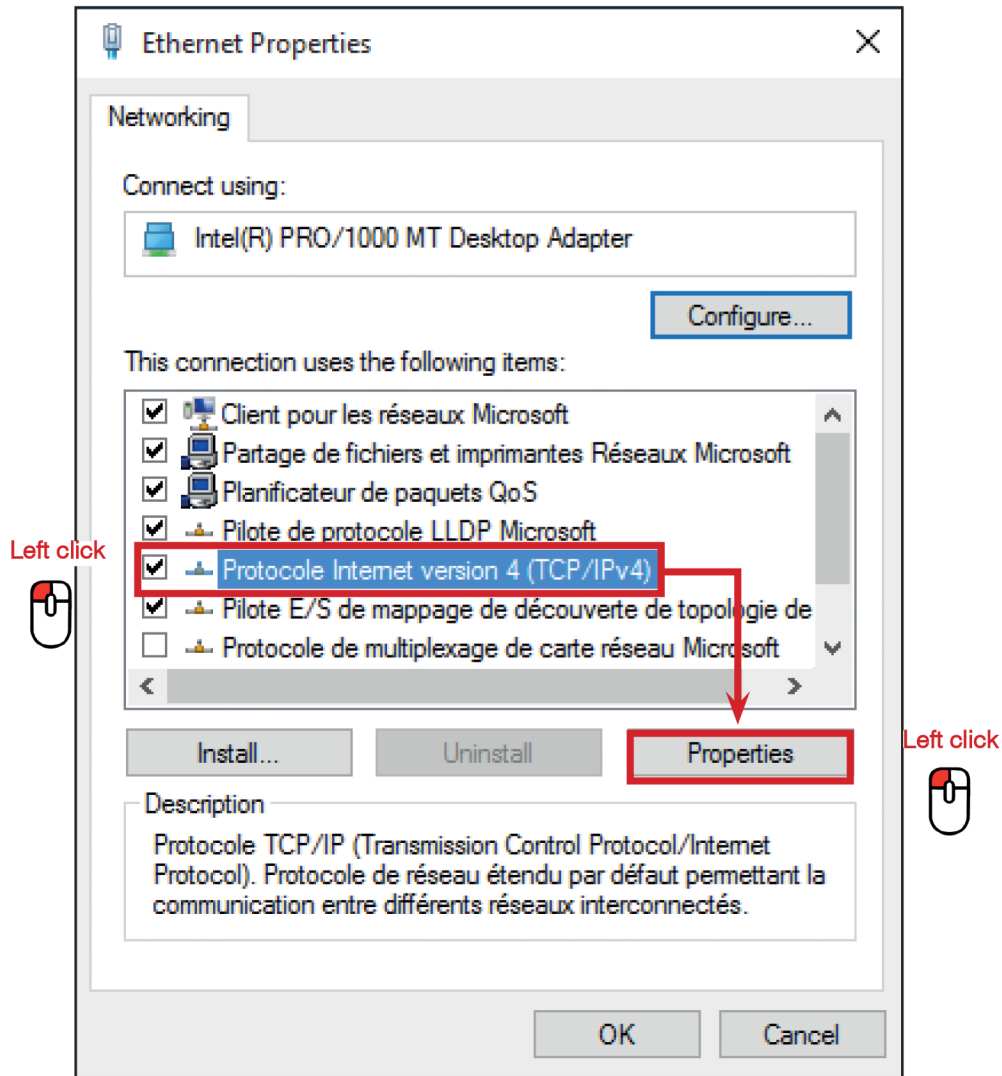 Ethernet Properties
Networking
Connect using:
Intel(R) PRO/1000 MT Desktop Adapter
Configure...
This connection uses the following items:
Client pour les réseaux Microsoft
Partage de fichiers et imprimantes Réseaux Microsoft
Planificateur de paquets QoS
Pilote de protocole LLDP Microsoft
Left click
Protocole Internet version 4 (TCP/IPv4)
Pilote E/S de mappage de découverte de topologie de
Protocole de multiplexage de carte réseau Microsoft
Install...
Uninstall
Properties
Left click
Description
Protocole TCP/IP (Transmission Control Protocol/Internet
Protocol). Protocole de réseau étendu par défaut permettant la
communication entre différents réseaux interconnectés.
OK
Cancel